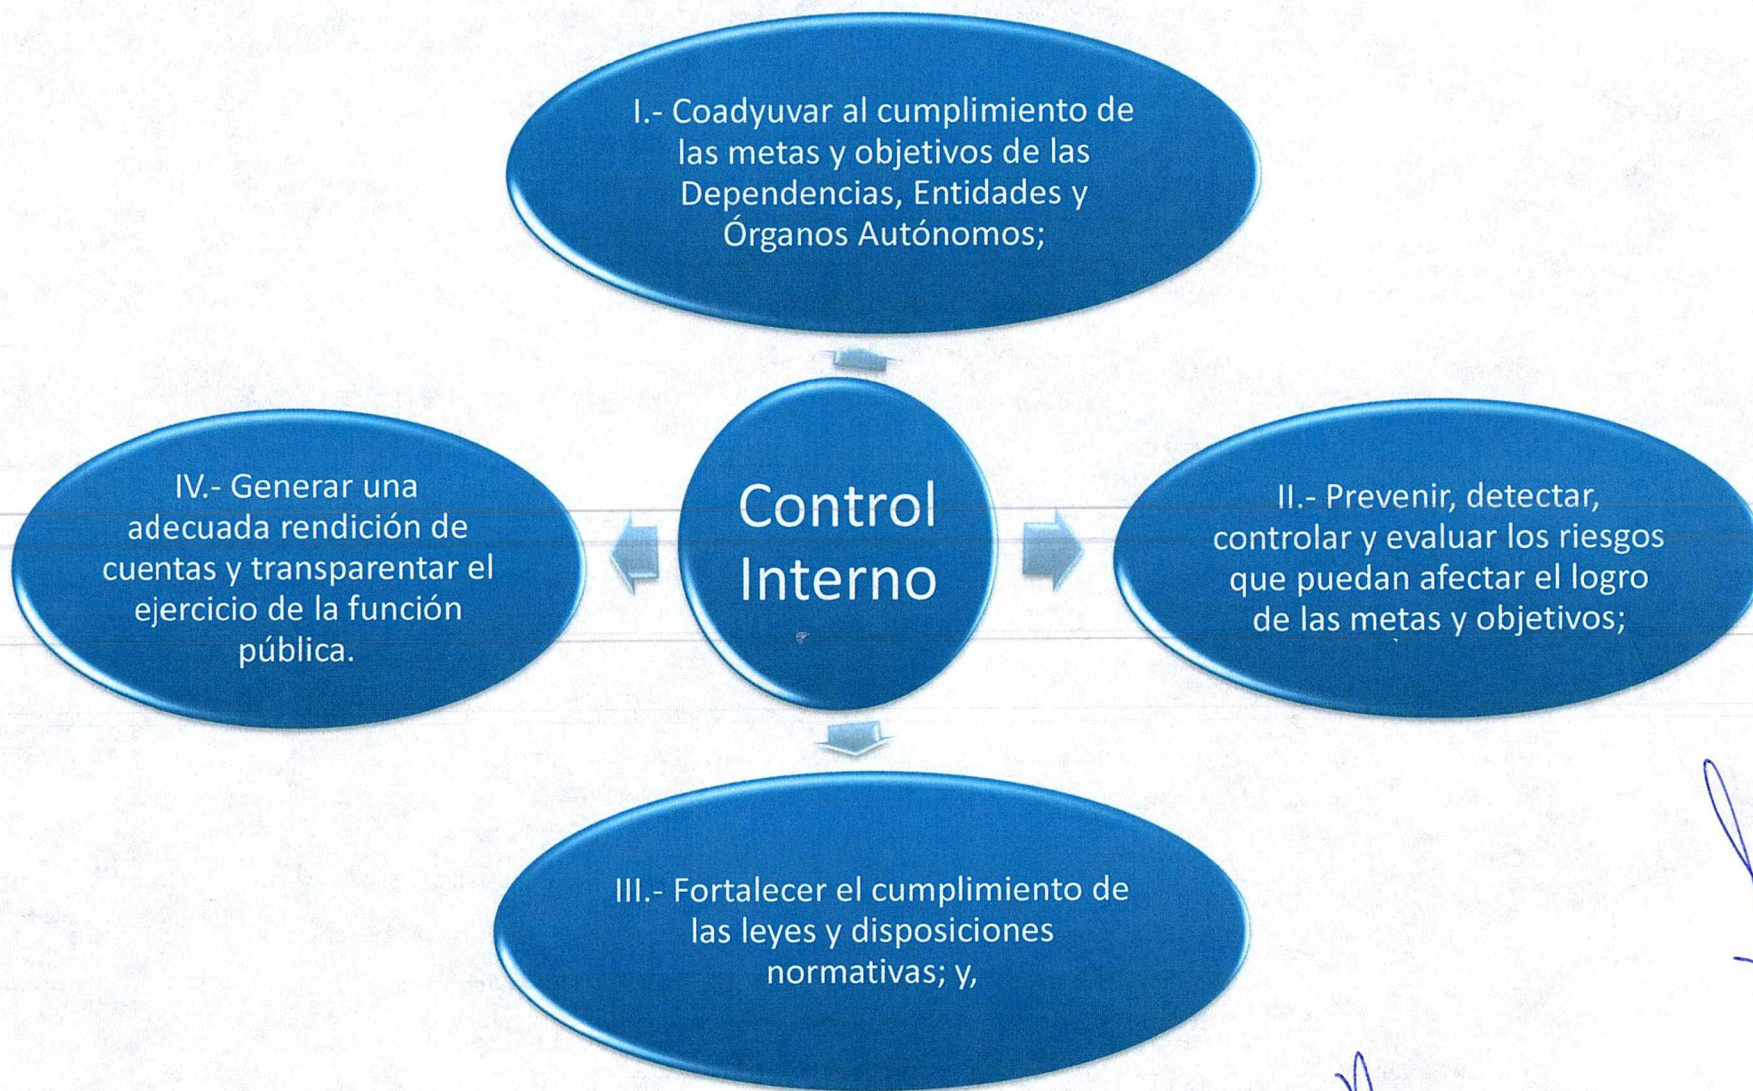 I.- Coadyuvar al cumplimiento de
las metas y objetivos de las
Dependencias, Entidades y
Órganos Autónomos;
IV.- Generar una
adecuada rendición de
cuentas y transparentar el
ejercicio de la función
pública.
Control
Interno
II.- Prevenir, detectar,
controlar y evaluar los riesgos
que puedan afectar el logro
de las metas y objetivos;
III.- Fortalecer el cumplimiento de
las leyes y disposiciones
normativas; y,